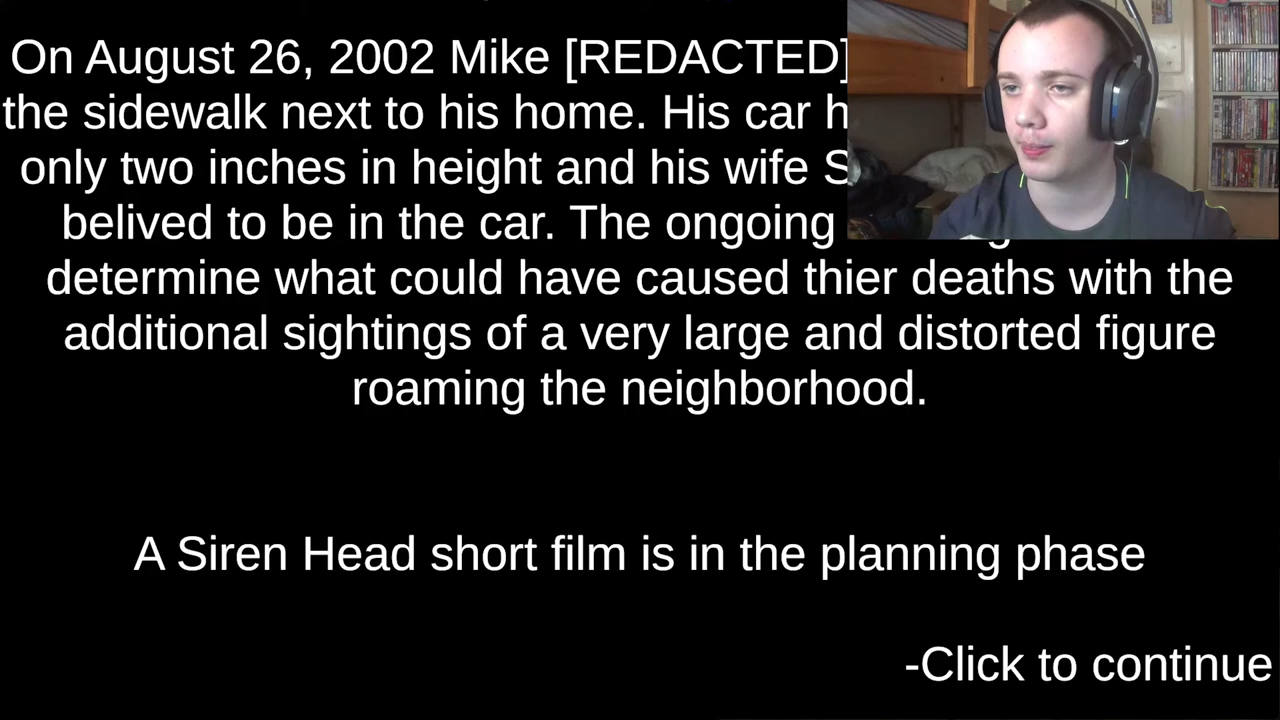 On August 26, 2002 Mike [REDACTED]
the sidewalk next to his home. His car
only two inches in height and his wife
belived to be in the car. The ongoing
determine what could have caused thier deaths with the
additional sightings of a very large and distorted figure
roaming the neighborhood.
A Siren Head short film is in the planning phase
-Click to continue